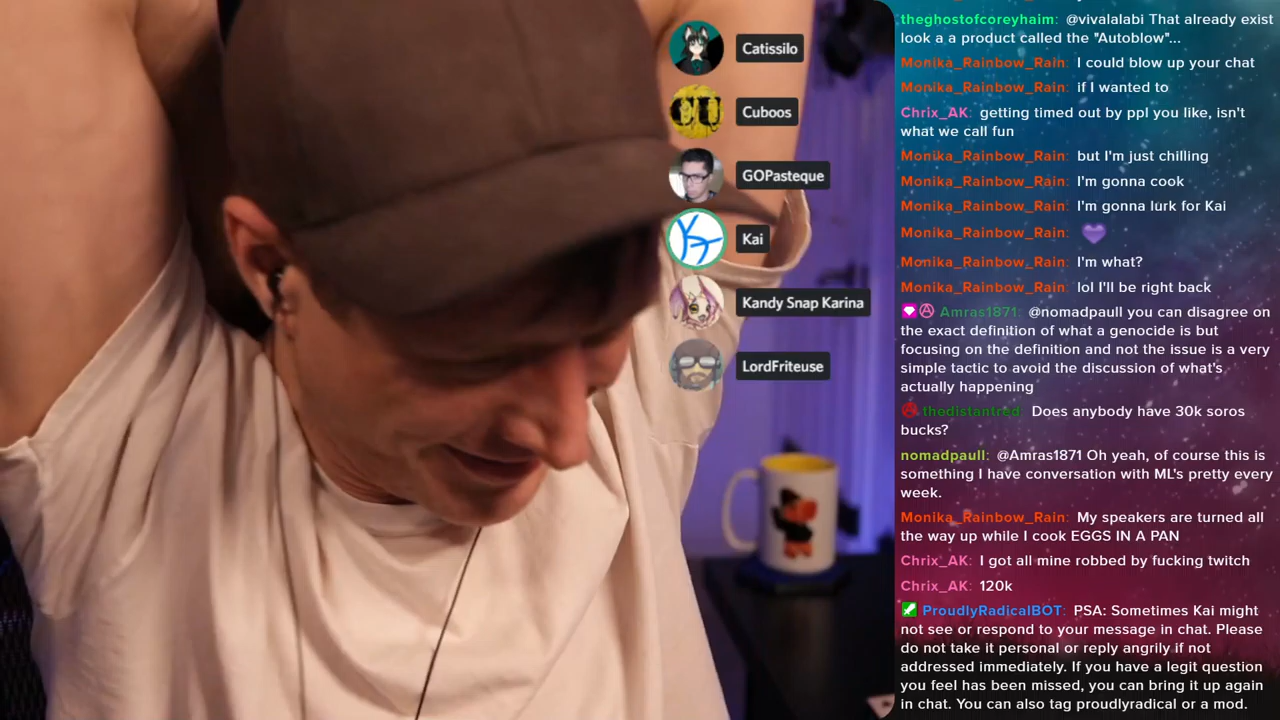 Catissilo
Cuboos
GOPasteque
Kai
Kandy Snap Karina
LordFriteuse
theghostofcoreyhaim: @vivalalabi That already exist
look a a product called the "Autoblow"...
Monika_Rainbow_Rain: I could blow up your chat
Monika_Rainbow_Rain: if I wanted to
Chrix_AK: getting timed out by ppl you like, isn't
what we call fun
Monika_Rainbow_Rain: but I'm just chilling
Monika_Rainbow_Rain: I'm gonna cook
Monika_Rainbow_Rain: I'm gonna lurk for Kai
Monika_Rainbow_Rain: 💜
Monika_Rainbow_Rain: I'm what?
Monika_Rainbow_Rain: lol I'll be right back
Amras1871: @nomadpaull you can disagree on
the exact definition of what a genocide is but
focusing on the definition and not the issue is a very
simple tactic to avoid the discussion of what's
actually happening
thedistantred: Does anybody have 30k soros
bucks?
nomadpaull: @Amras1871 Oh yeah, of course this is
something I have conversation with ML's pretty every
week.
Monika_Rainbow_Rain: My speakers are turned all
the way up while I cook EGGS IN A PAN
Chrix_AK: I got all mine robbed by fucking twitch
Chrix_AK: 120k
ProudlyRadicalBOT: PSA: Sometimes Kai might
not see or respond to your message in chat. Please
do not take it personal or reply angrily if not
addressed immediately. If you have a legit question
you feel has been missed, you can bring it up again
in chat. You can also tag proudlyradical or a mod.